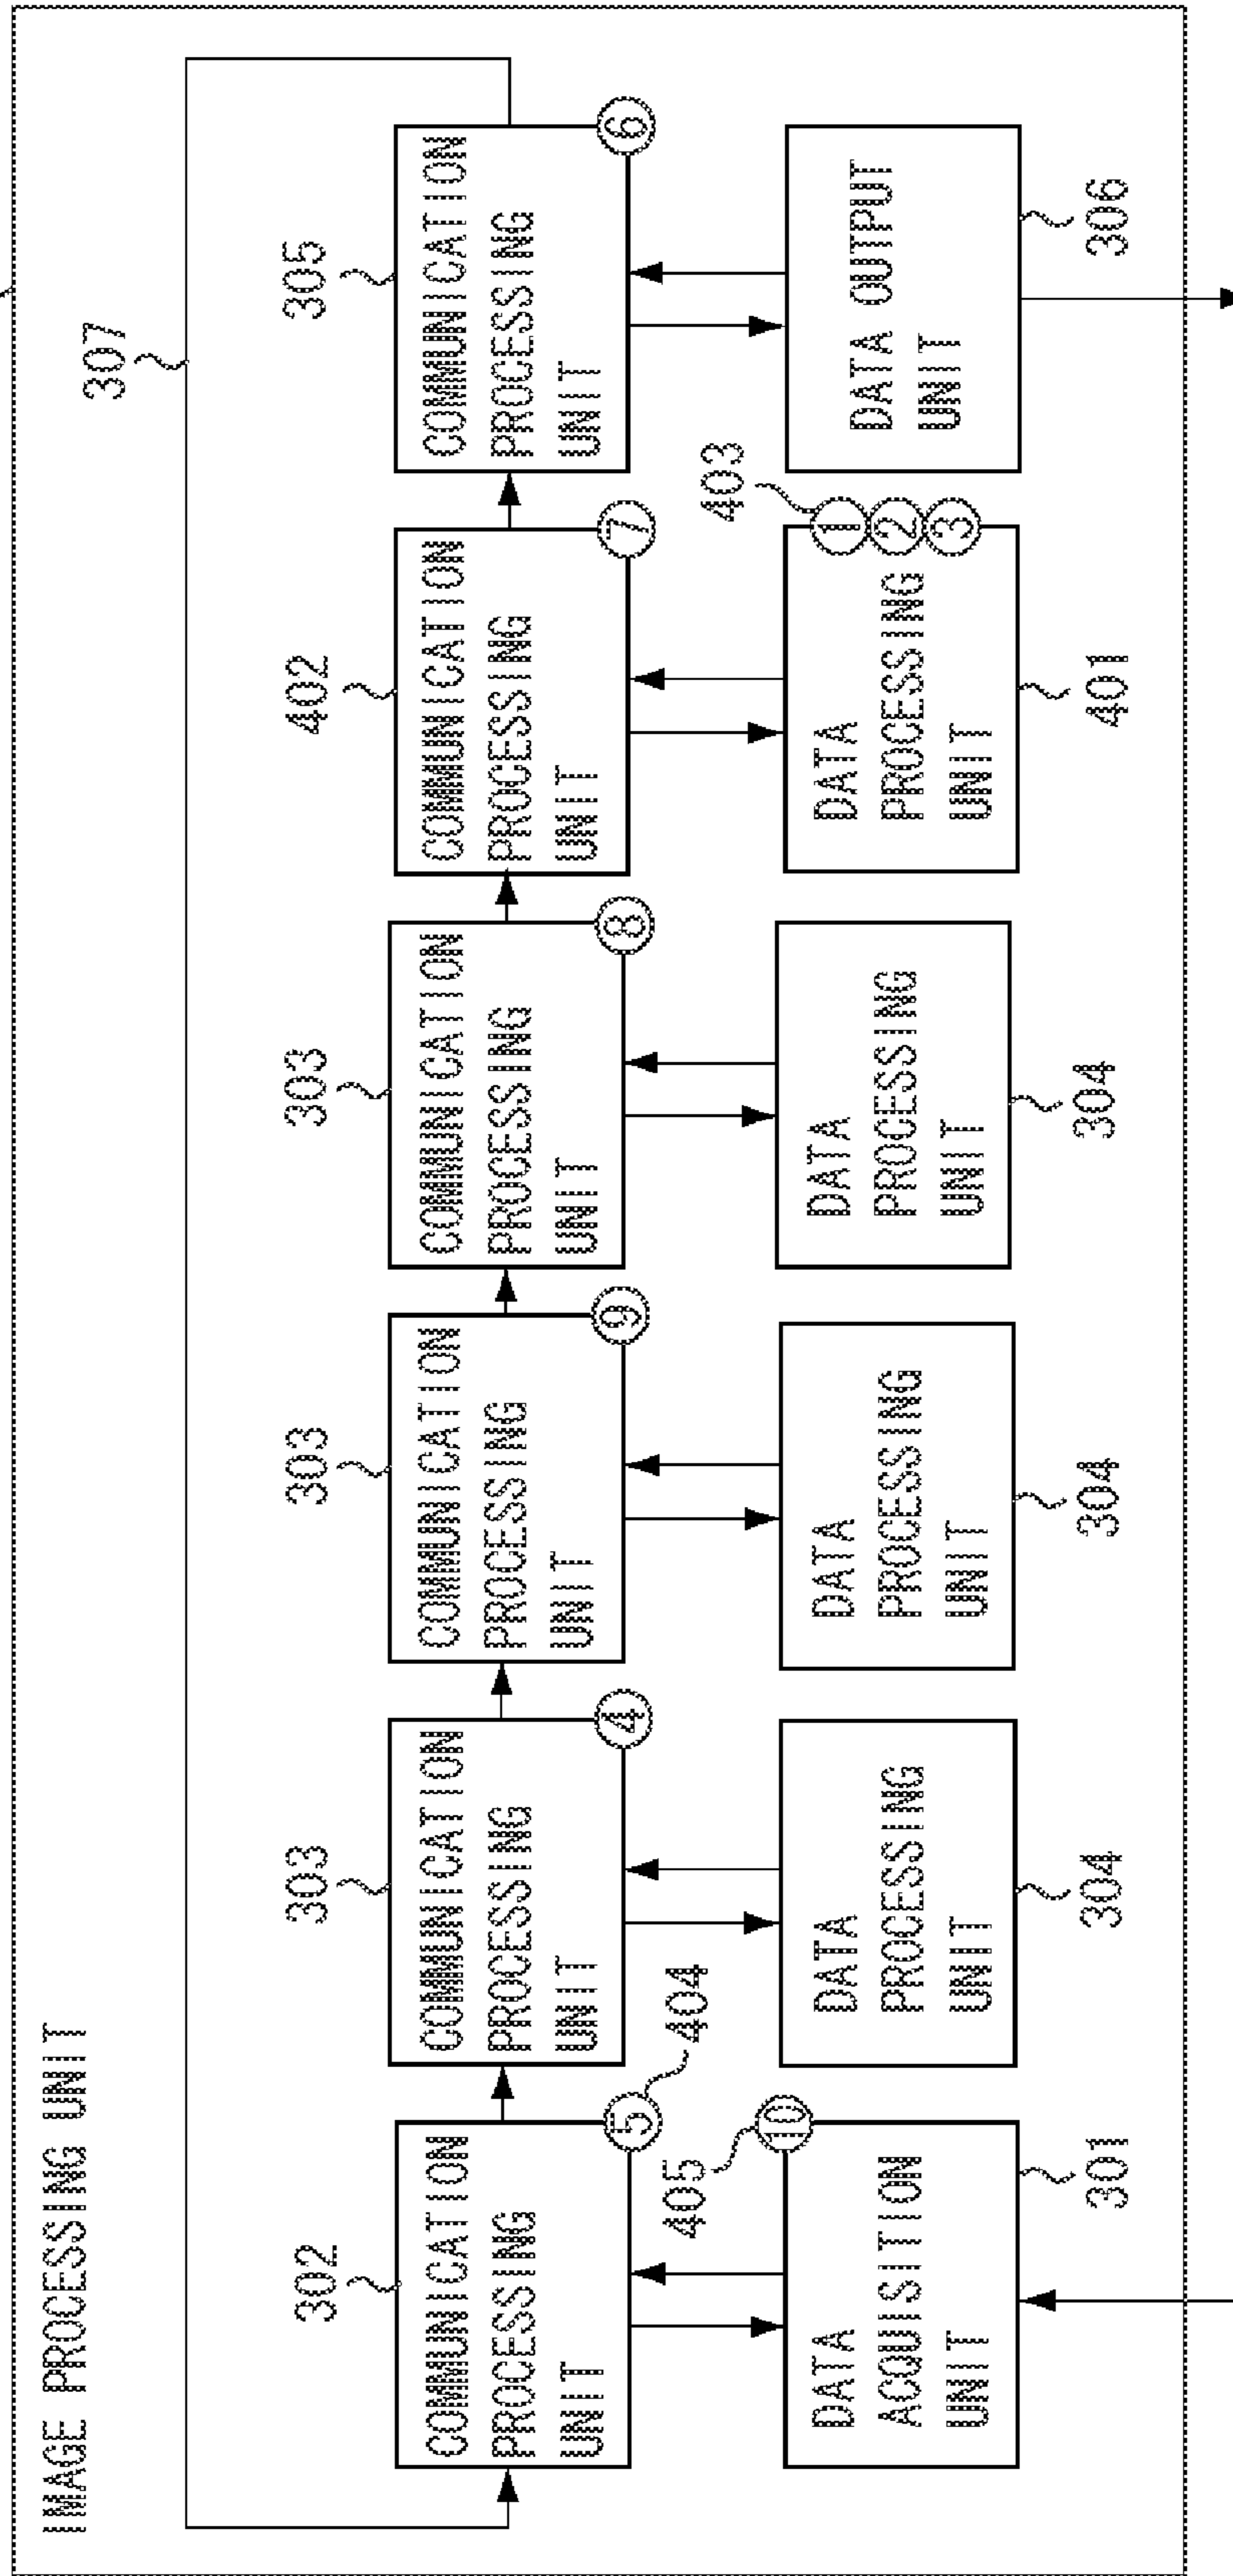 IMAGE PROCESSING UNIT
307
302
303
303
303
402
305
COMMUNICATION
PROCESSING
UNIT
5
404
COMMUNICATION
PROCESSING
UNIT
4
COMMUNICATION
PROCESSING
UNIT
9
COMMUNICATION
PROCESSING
UNIT
8
COMMUNICATION
PROCESSING
UNIT
7
COMMUNICATION
PROCESSING
UNIT
6
405
10
DATA
ACQUISITION
UNIT
301
DATA
PROCESSING
UNIT
304
DATA
PROCESSING
UNIT
304
DATA
PROCESSING
UNIT
304
403
1
2
3
DATA
PROCESSING
UNIT
401
DATA OUTPUT
UNIT
306